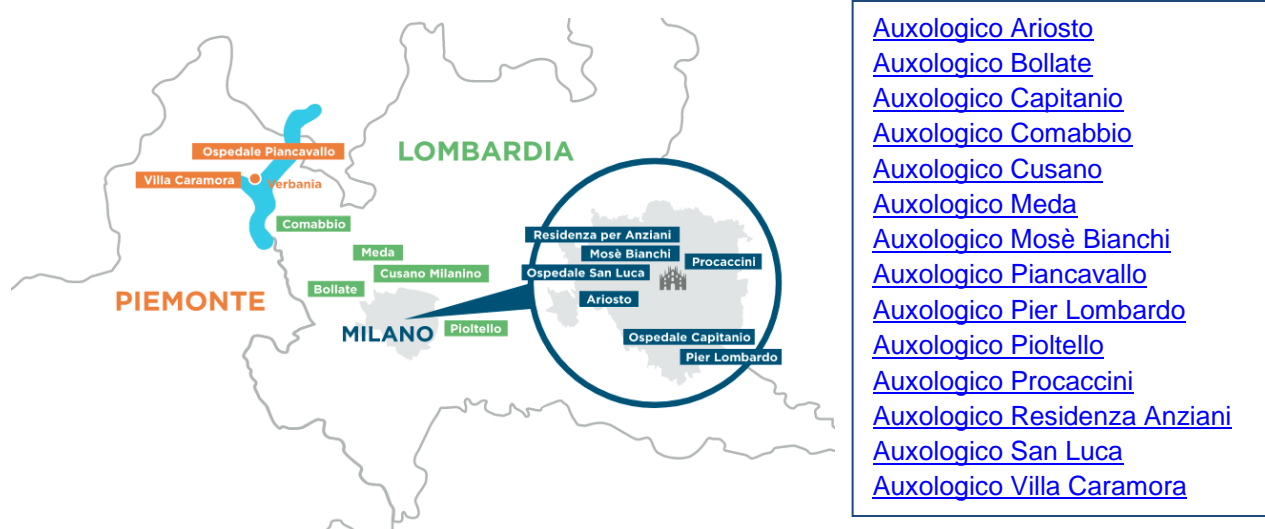 Ospedale Piancavallo
LOMBARDIA
Villa Caramora
Verbania
Comabbio
Residenza per Anziani
Meda
Mosè Bianchi
Procaccini
Cusano Milanino
Ospedale San Luca
Bollate
PIEMONTE
Ariosto
MILANO
Pioltello
Ospedale Capitanio
Pier Lombardo
Auxologico Ariosto
Auxologico Bollate
Auxologico Capitanio
Auxologico Comabbio
Auxologico Cusano
Auxologico Meda
Auxologico Mosè Bianchi
Auxologico Piancavallo
Auxologico Pier Lombardo
Auxologico Pioltello
Auxologico Procaccini
Auxologico Residenza Anziani
Auxologico San Luca
Auxologico Villa Caramora